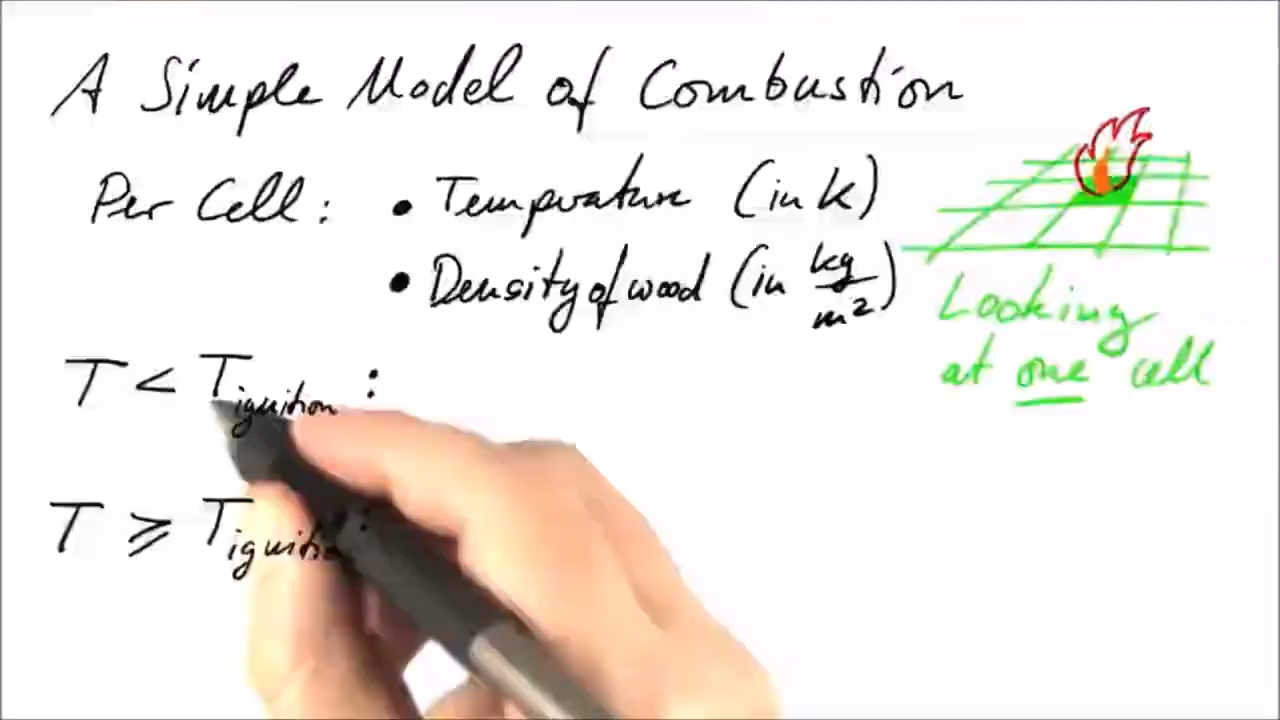 A Simple Model of Combustion
Per Cell: • Temperature (in K)
• Density of wood (in kg/m²)
Looking
at one cell
T < Tignition :
T ≥ Tignitio :